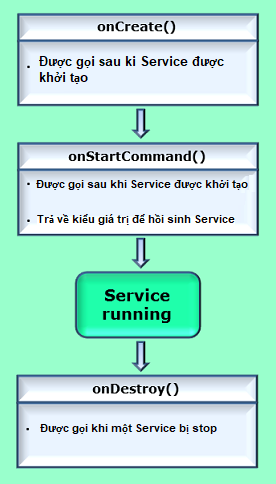 onCreate()
• Được gọi sau ki Service được
khởi tạo
onStartCommand()
• Được gọi sau khi Service được khởi tạo
• Trả về kiểu giá trị để hồi sinh Service
Service
running
onDestroy()
• Được gọi khi một Service bị stop